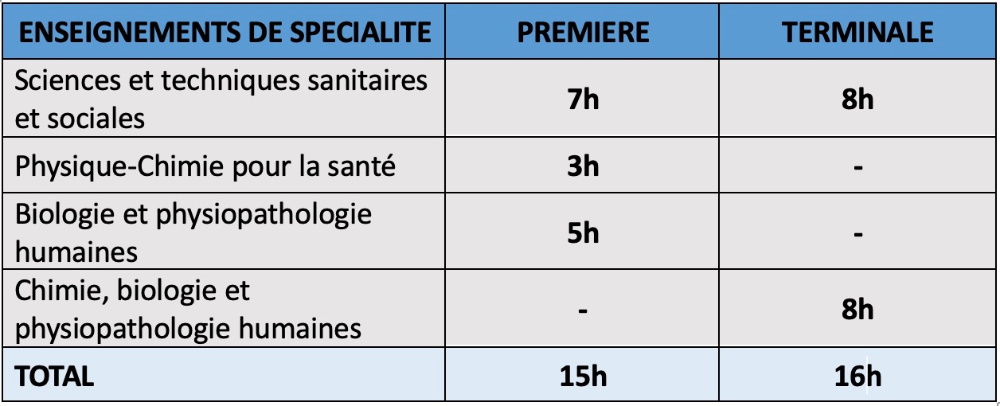 ENSEIGNEMENTS DE SPECIALITE PREMIERE TERMINALE
Sciences et techniques sanitaires
et sociales
7h 8h
Physique-Chimie pour la santé 3h -
Biologie et physiopathologie
humaines
5h -
Chimie, biologie et
physiopathologie humaines
- 8h
TOTAL 15h 16h